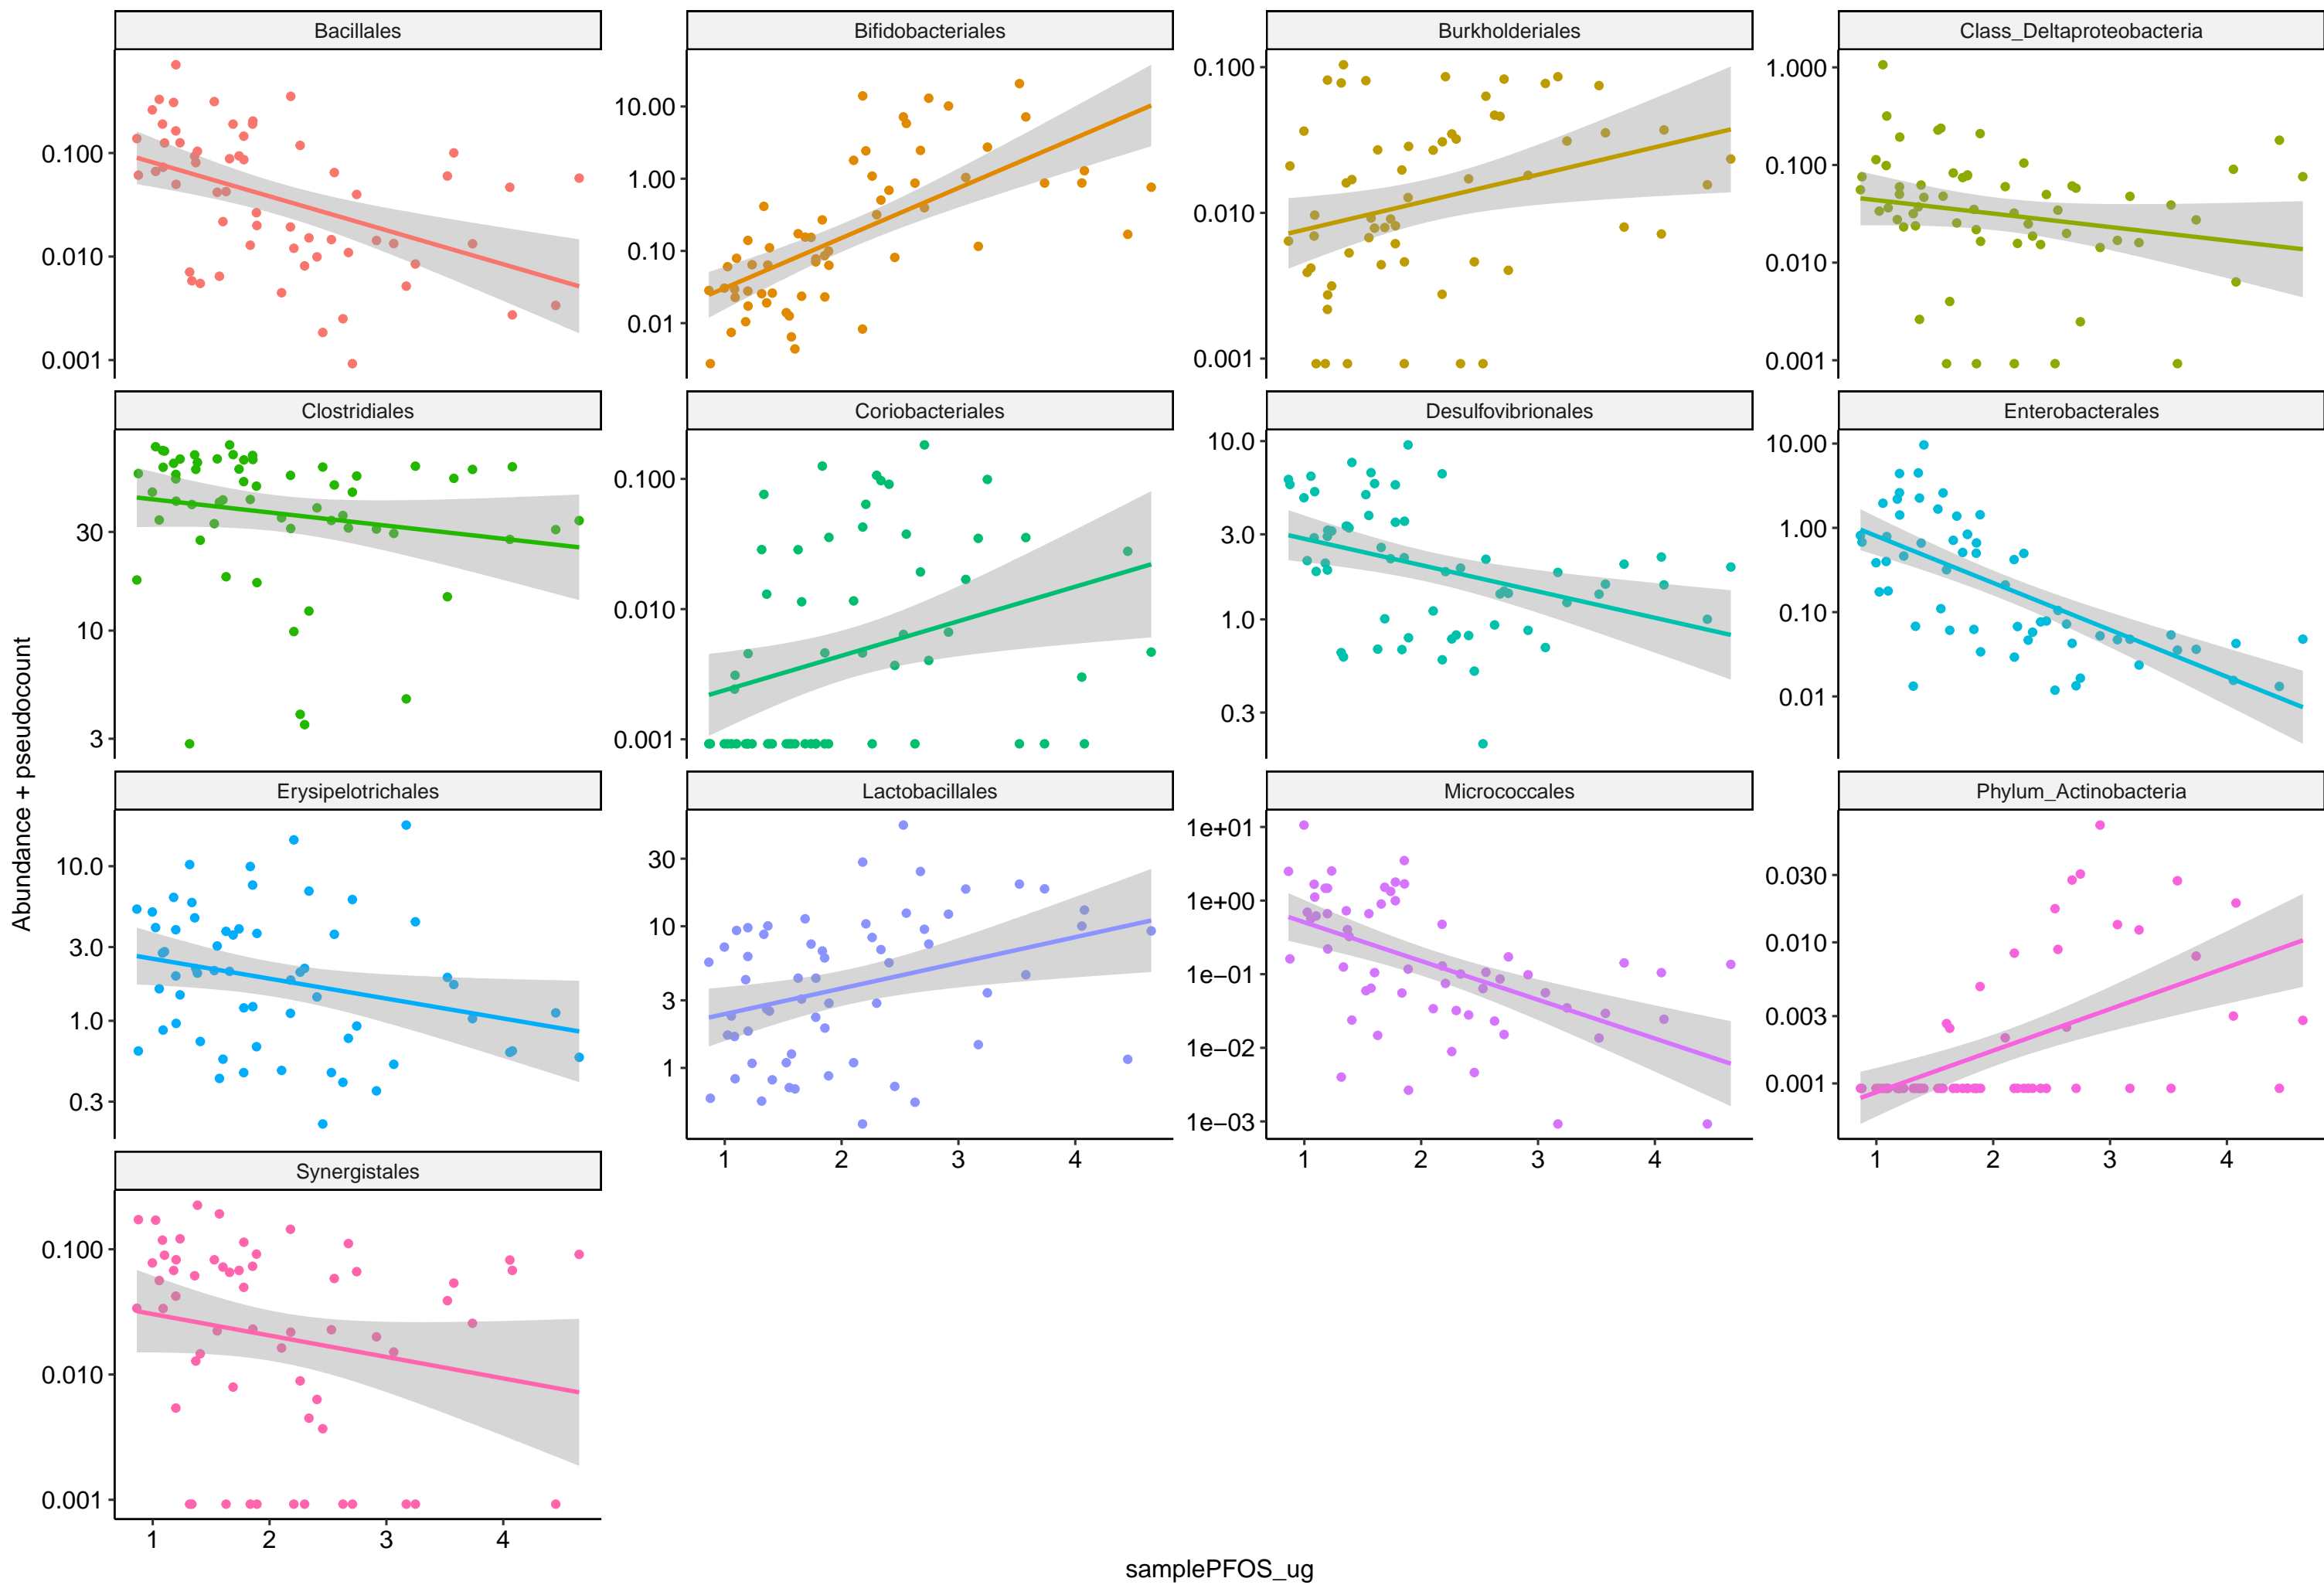 Bacillales
Bifidobacteriales
Burkholderiales
Class_Deltaproteobacteria
0.100
0.010
0.001
10.00
1.00
0.10
0.01
0.100
0.010
0.001
1.000
0.100
0.010
0.001
Clostridiales
Coriobacteriales
Desulfovibrionales
Enterobacterales
30
10
3
0.100
0.010
0.001
10.0
3.0
1.0
0.3
10.00
1.00
0.10
0.01
Erysipelotrichales
Lactobacillales
Micrococcales
Phylum_Actinobacteria
10.0
3.0
1.0
0.3
30
10
3
1
1e+01
1e+00
1e−01
1e−02
1e−03
0.030
0.010
0.003
0.001
1 2 3 4
1 2 3 4
1 2 3 4
Synergistales
0.100
0.010
0.001
1 2 3 4
Abundance + pseudocount
samplePFOS_ug